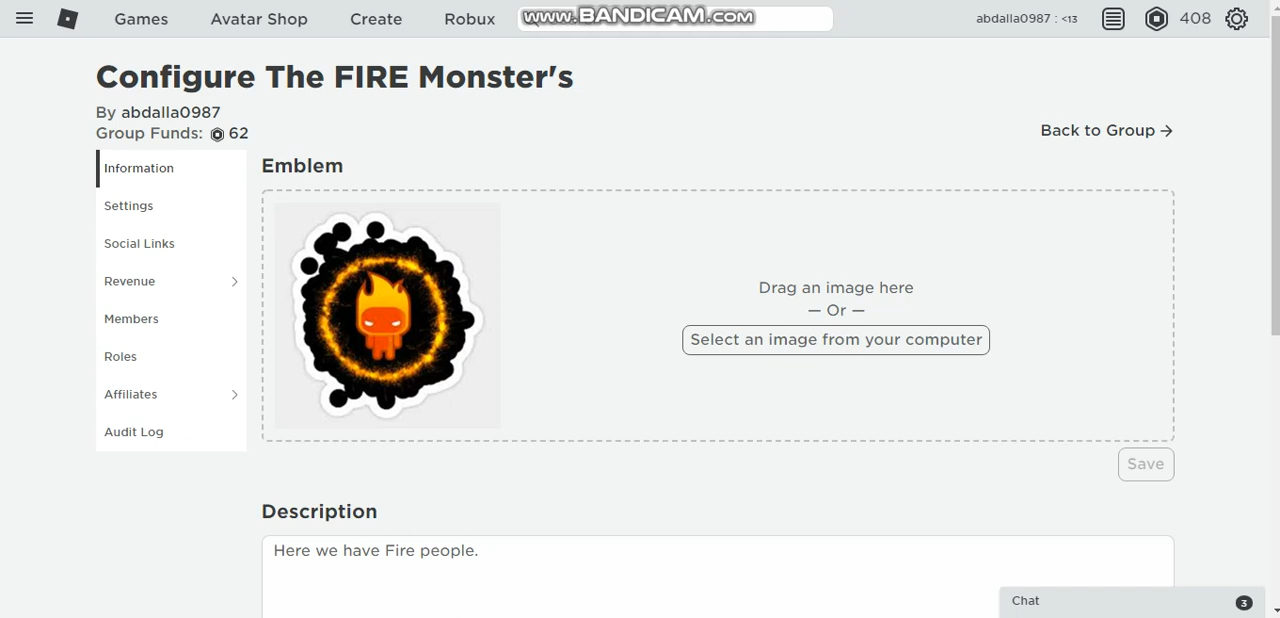 Games Avatar Shop Create Robux www.BANDICAM.com abdalla0987 : <13 408
Configure The FIRE Monster's
By abdalla0987
Group Funds: 62
Back to Group →
Information
Settings
Social Links
Revenue
Members
Roles
Affiliates
Audit Log
Emblem
Drag an image here
— Or —
Select an image from your computer
Save
Description
Here we have Fire people.
Chat 3